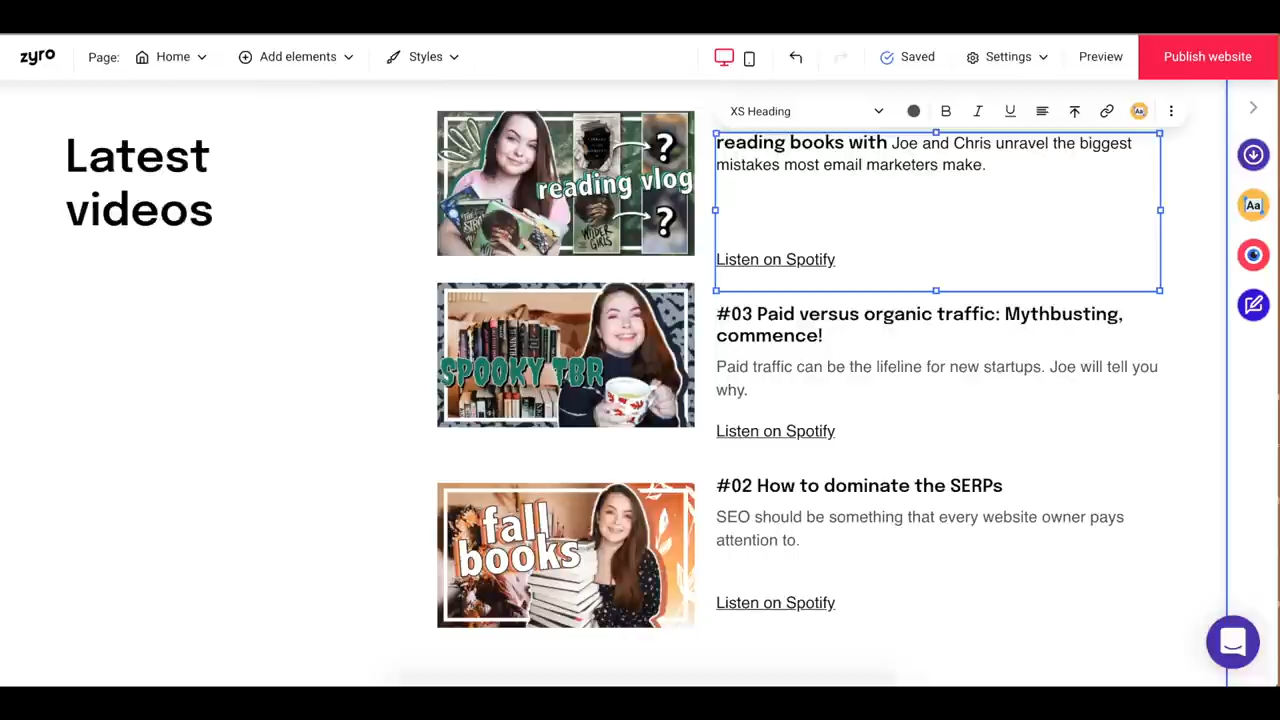 zyro Page: Home Add elements Styles Saved Settings Preview Publish website
XS Heading B I U Aa
Latest
videos
reading vlog
? ?
WILDER
GIRLS
reading books with Joe and Chris unravel the biggest
mistakes most email marketers make.
Listen on Spotify
Aa
SPOOKY TBR
#03 Paid versus organic traffic: Mythbusting,
commence!
Paid traffic can be the lifeline for new startups. Joe will tell you
why.
Listen on Spotify
fall
books
#02 How to dominate the SERPs
SEO should be something that every website owner pays
attention to.
Listen on Spotify